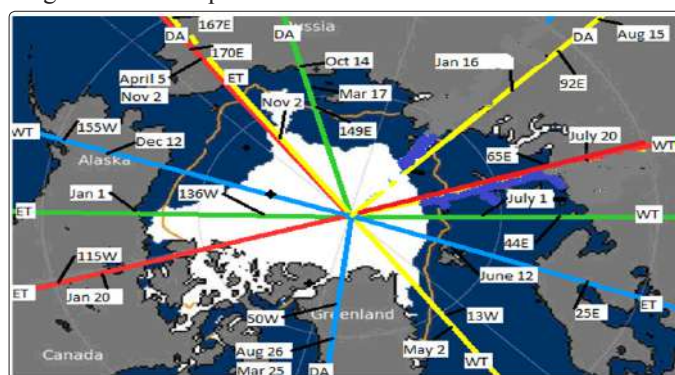 167E
ussia
DA
DA
DA
Aug 15
170E
Oct 14
Jan 16
April 5
ET
92E
Nov 2
Mar 17
Nov 2
WT
155W
149E
July 20
Dec 12
65E
WT
Alaska
Jan 1
136W
July 1
ET
WT
44E
115W
June 12
ET
Jan 20
50W
Greenland
13W
25E
ET
Canada
Aug 26
May 2
Mar 25
DA
WT